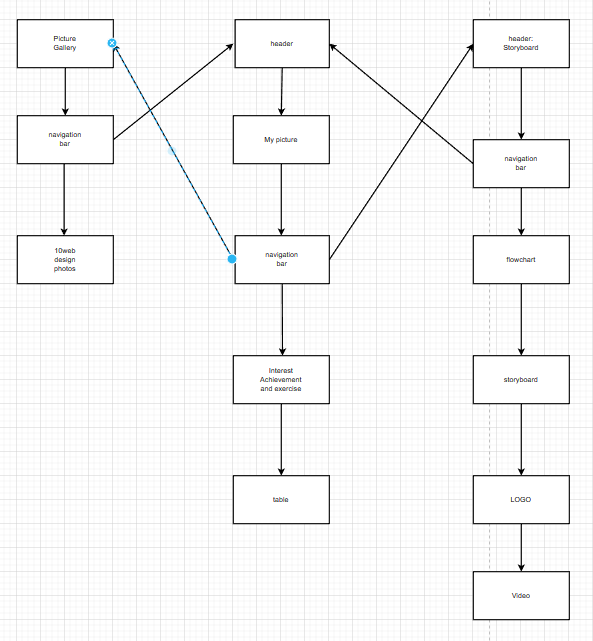 Picture
Gallery
navigation
bar
10web
design
photos
header
My picture
navigation
bar
Interest
Achievement
and exercise
table
header:
Storyboard
navigation
bar
flowchart
storyboard
LOGO
Video